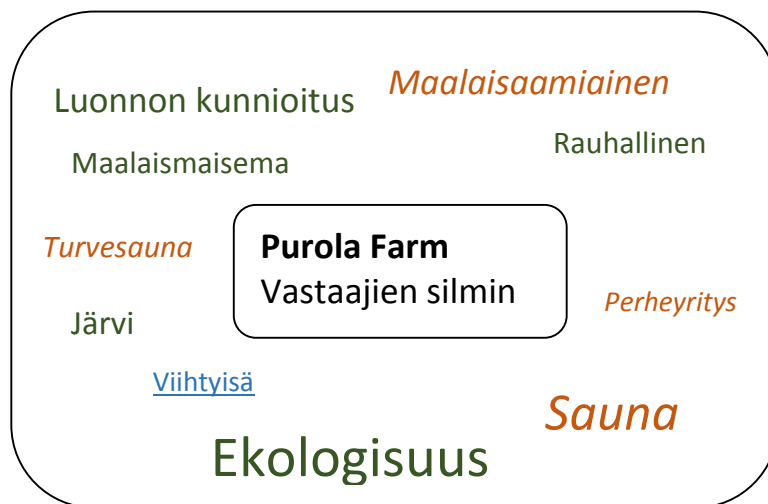 Luonnon kunnioitus
Maalaisaamiainen
Maalaismaisema
Rauhallinen
Turvesauna
Purola Farm
Vastaajien silmin
Järvi
Perheyritys
Viihtyisä
Sauna
Ekologisuus